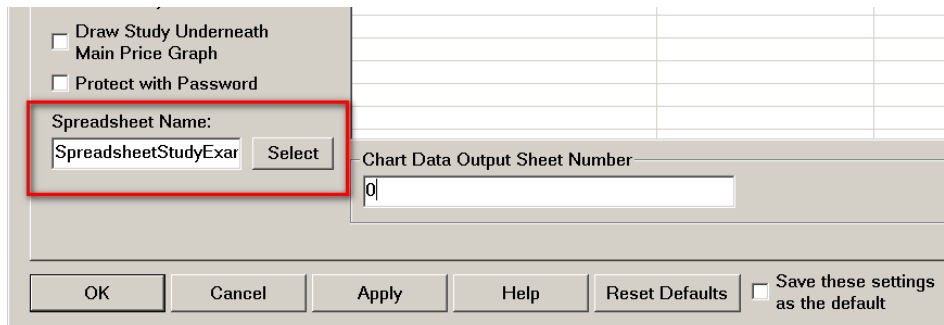 Draw Study Underneath
Main Price Graph
Protect with Password
Spreadsheet Name:
SpreadsheetStudyExar
Select
Chart Data Output Sheet Number
0
OK
Cancel
Apply
Help
Reset Defaults
Save these settings
as the default